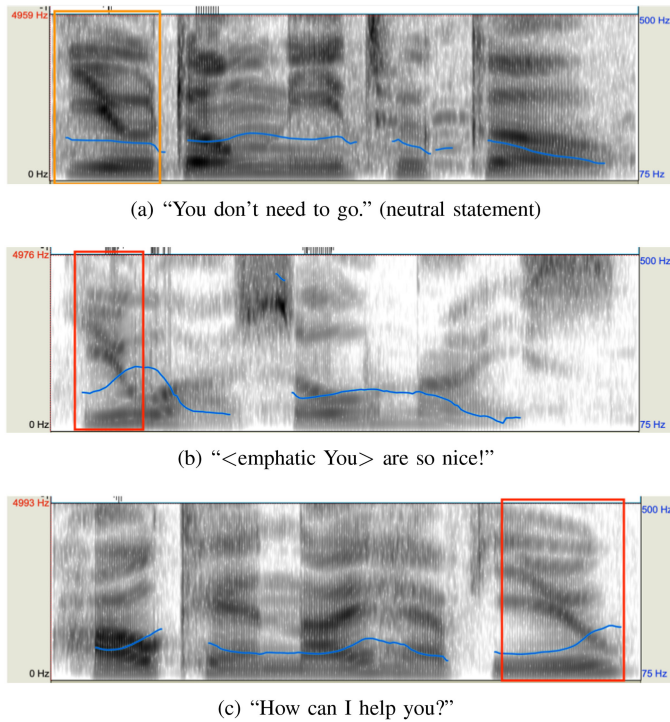 4959 Hz
500 Hz
0 Hz
75 Hz
(a) “You don't need to go.” (neutral statement)
4976 Hz
500 Hz
0 Hz
75 Hz
(b) “<emphatic You> are so nice!”
4993 Hz
500 Hz
0 Hz
75 Hz
(c) “How can I help you?”